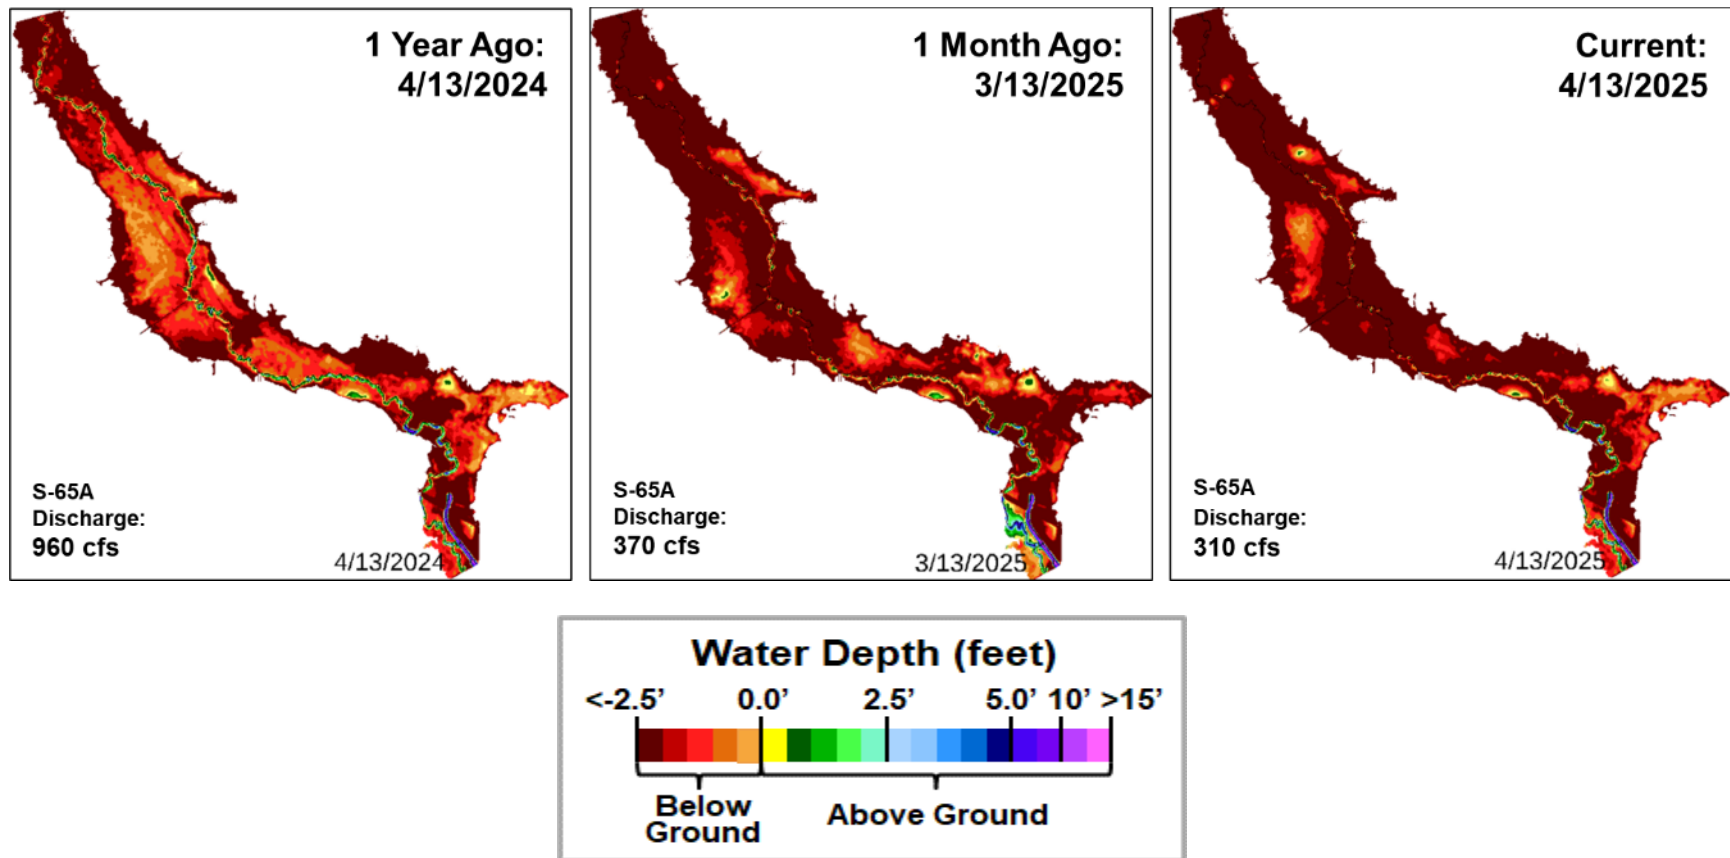 1 Year Ago:
4/13/2024
S-65A
Discharge:
960 cfs
4/13/2024
1 Month Ago:
3/13/2025
S-65A
Discharge:
370 cfs
3/13/2025
Current:
4/13/2025
S-65A
Discharge:
310 cfs
4/13/2025
Water Depth (feet)
<-2.5’ 0.0’ 2.5’ 5.0’ 10’ >15’
Below
Ground
Above Ground